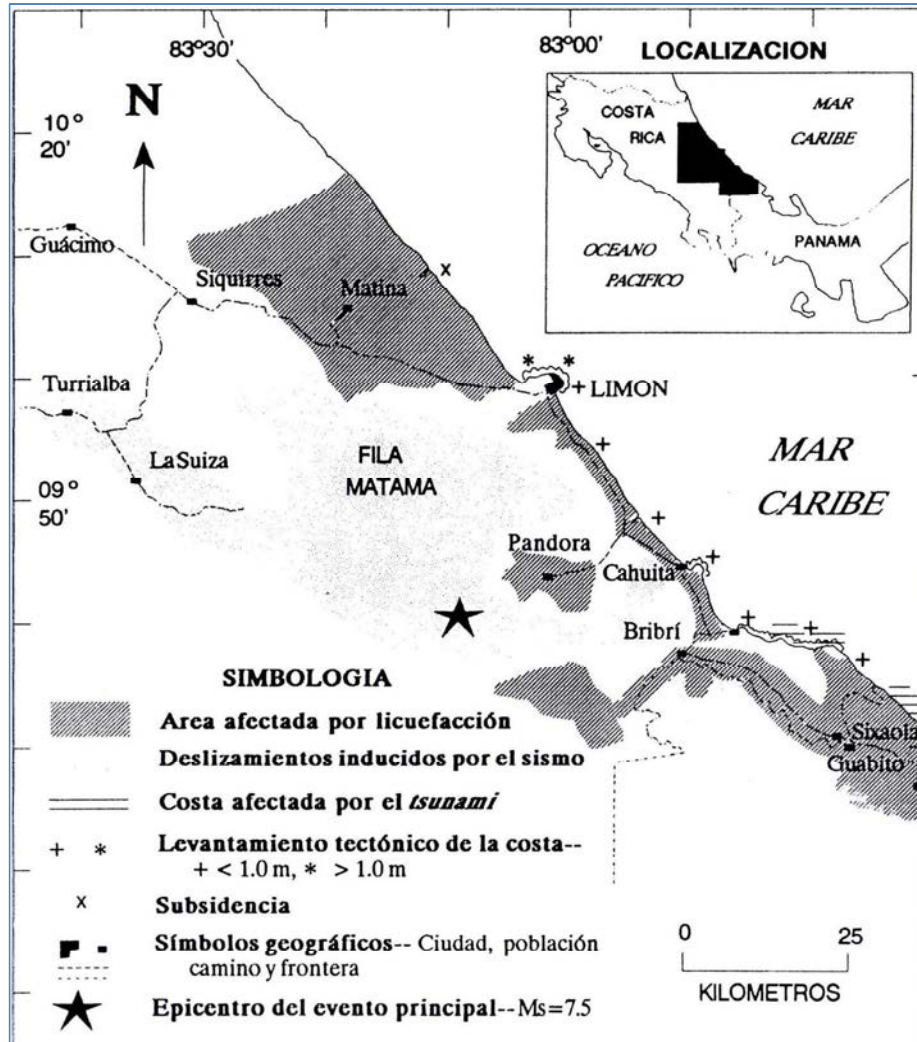 83°30'
83°00'
LOCALIZACION
N
COSTA
RICA
MAR
CARIBE
PANAMA
OCEANO
PACIFICO
10°
20'
Guácimo
Siquirres
Matina
x
* *
+ LIMON
Turrialba
La Suiza
FILA
MATAMA
+
MAR
CARIBE
09°
50'
+
Pandora
Cahuita
+
Bribrí
+
+
+
Sixaola
Guabito
SIMBOLOGIA
Area afectada por licuefacción
Deslizamientos inducidos por el sismo
Costa afectada por el tsunami
+ * Levantamiento tectónico de la costa--
+ < 1.0 m, * > 1.0 m
x Subsidencia
Símbolos geográficos-- Ciudad, población
camino y frontera
Epicentro del evento principal--Ms=7.5
0 25
KILOMETROS